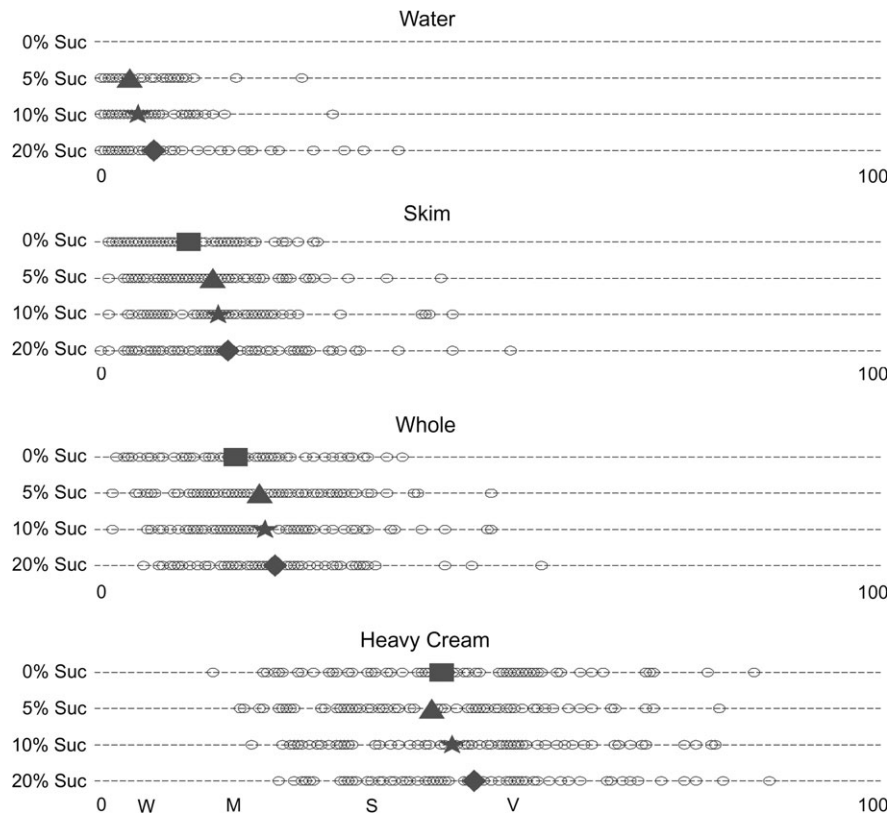 Water
0% Suc
5% Suc
10% Suc
20% Suc
0 100
Skim
0% Suc
5% Suc
10% Suc
20% Suc
0 100
Whole
0% Suc
5% Suc
10% Suc
20% Suc
0 100
Heavy Cream
0% Suc
5% Suc
10% Suc
20% Suc
0 W M S V 100